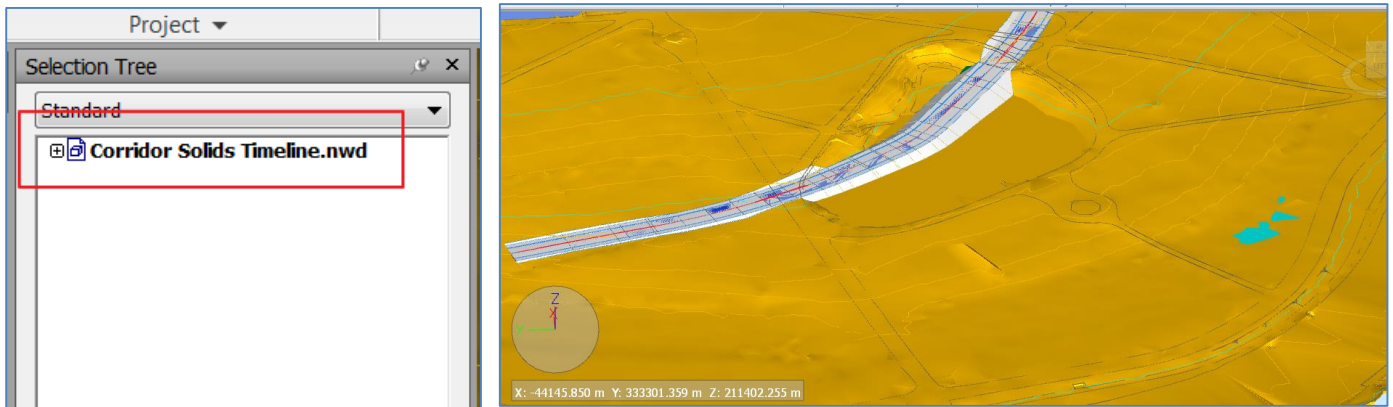 Project
Selection Tree
Standard
Corridor Solids Timeline.nwd
Z
X
Y
X: -44145.850 m Y: 333301.359 m Z: 211402.255 m